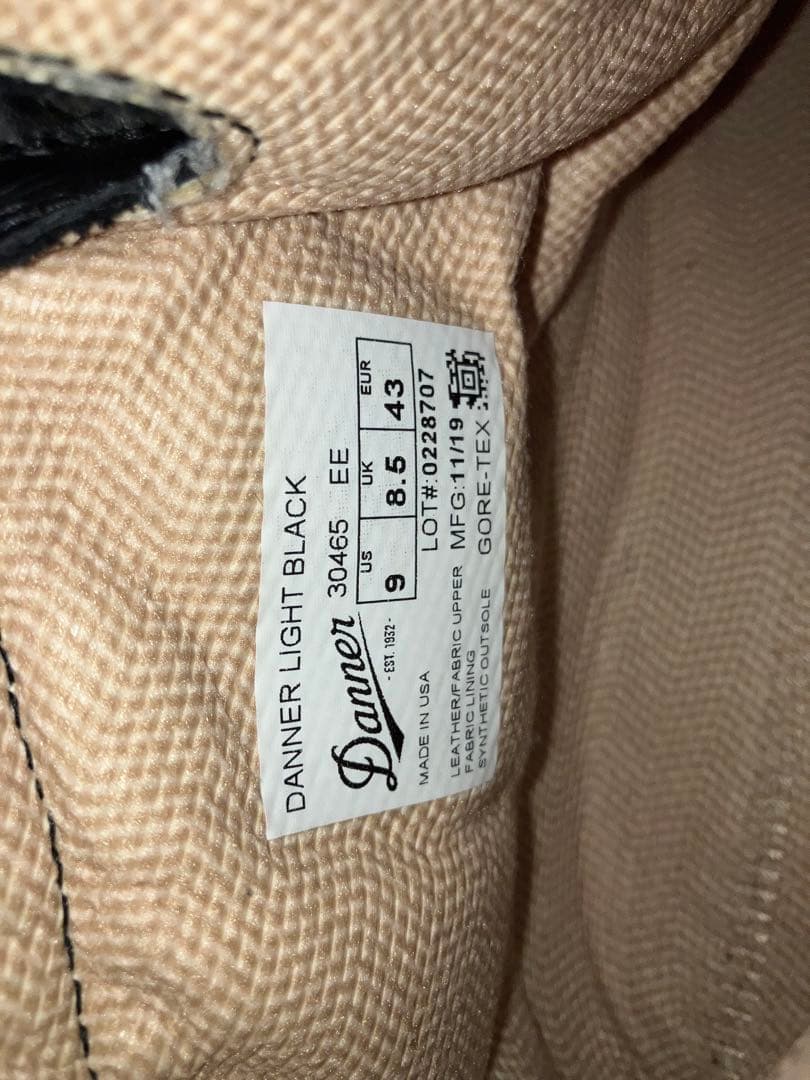 DANNER LIGHT BLACK
Danner 30465 EE
- EST. 1932 -
US UK EUR
9 8.5 43
MADE IN USA LOT#:0228707
LEATHER/FABRIC UPPER MFG:11/19
FABRIC LINING
SYNTHETIC OUTSOLE GORE-TEX